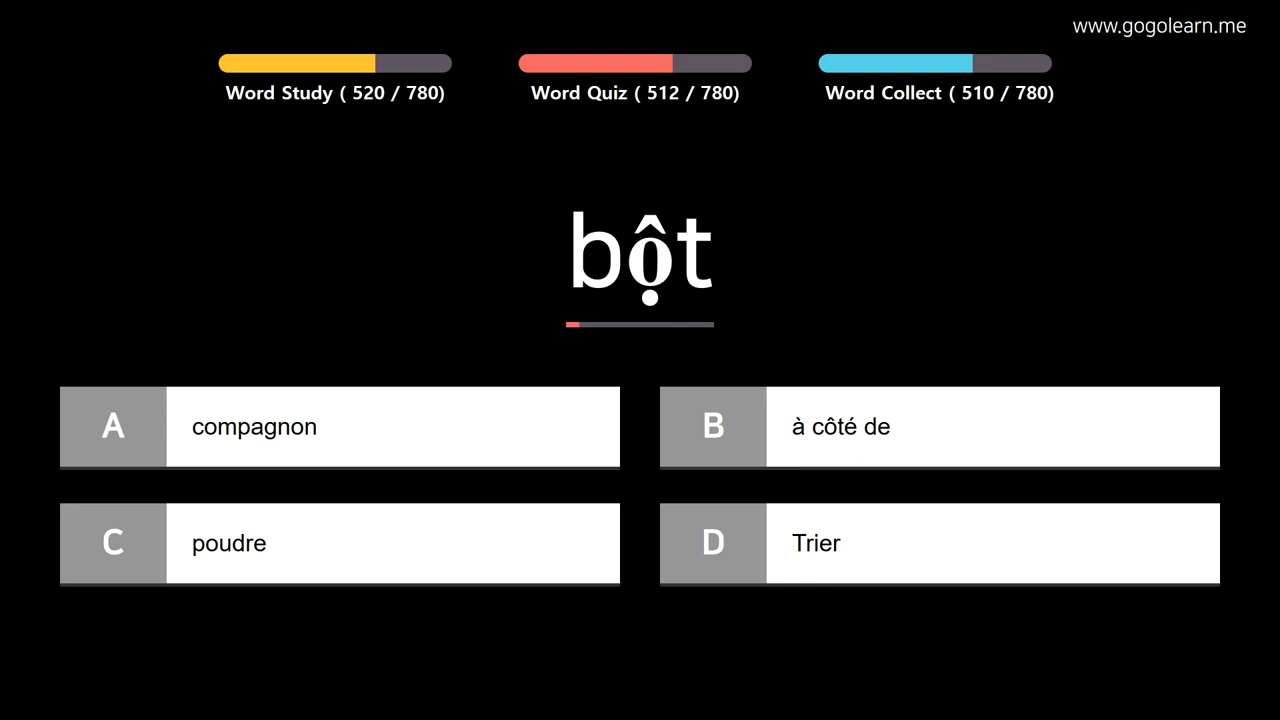 www.gogolearn.me
Word Study ( 520 / 780)
Word Quiz ( 512 / 780)
Word Collect ( 510 / 780)
bột
A
compagnon
B
à côté de
C
poudre
D
Trier